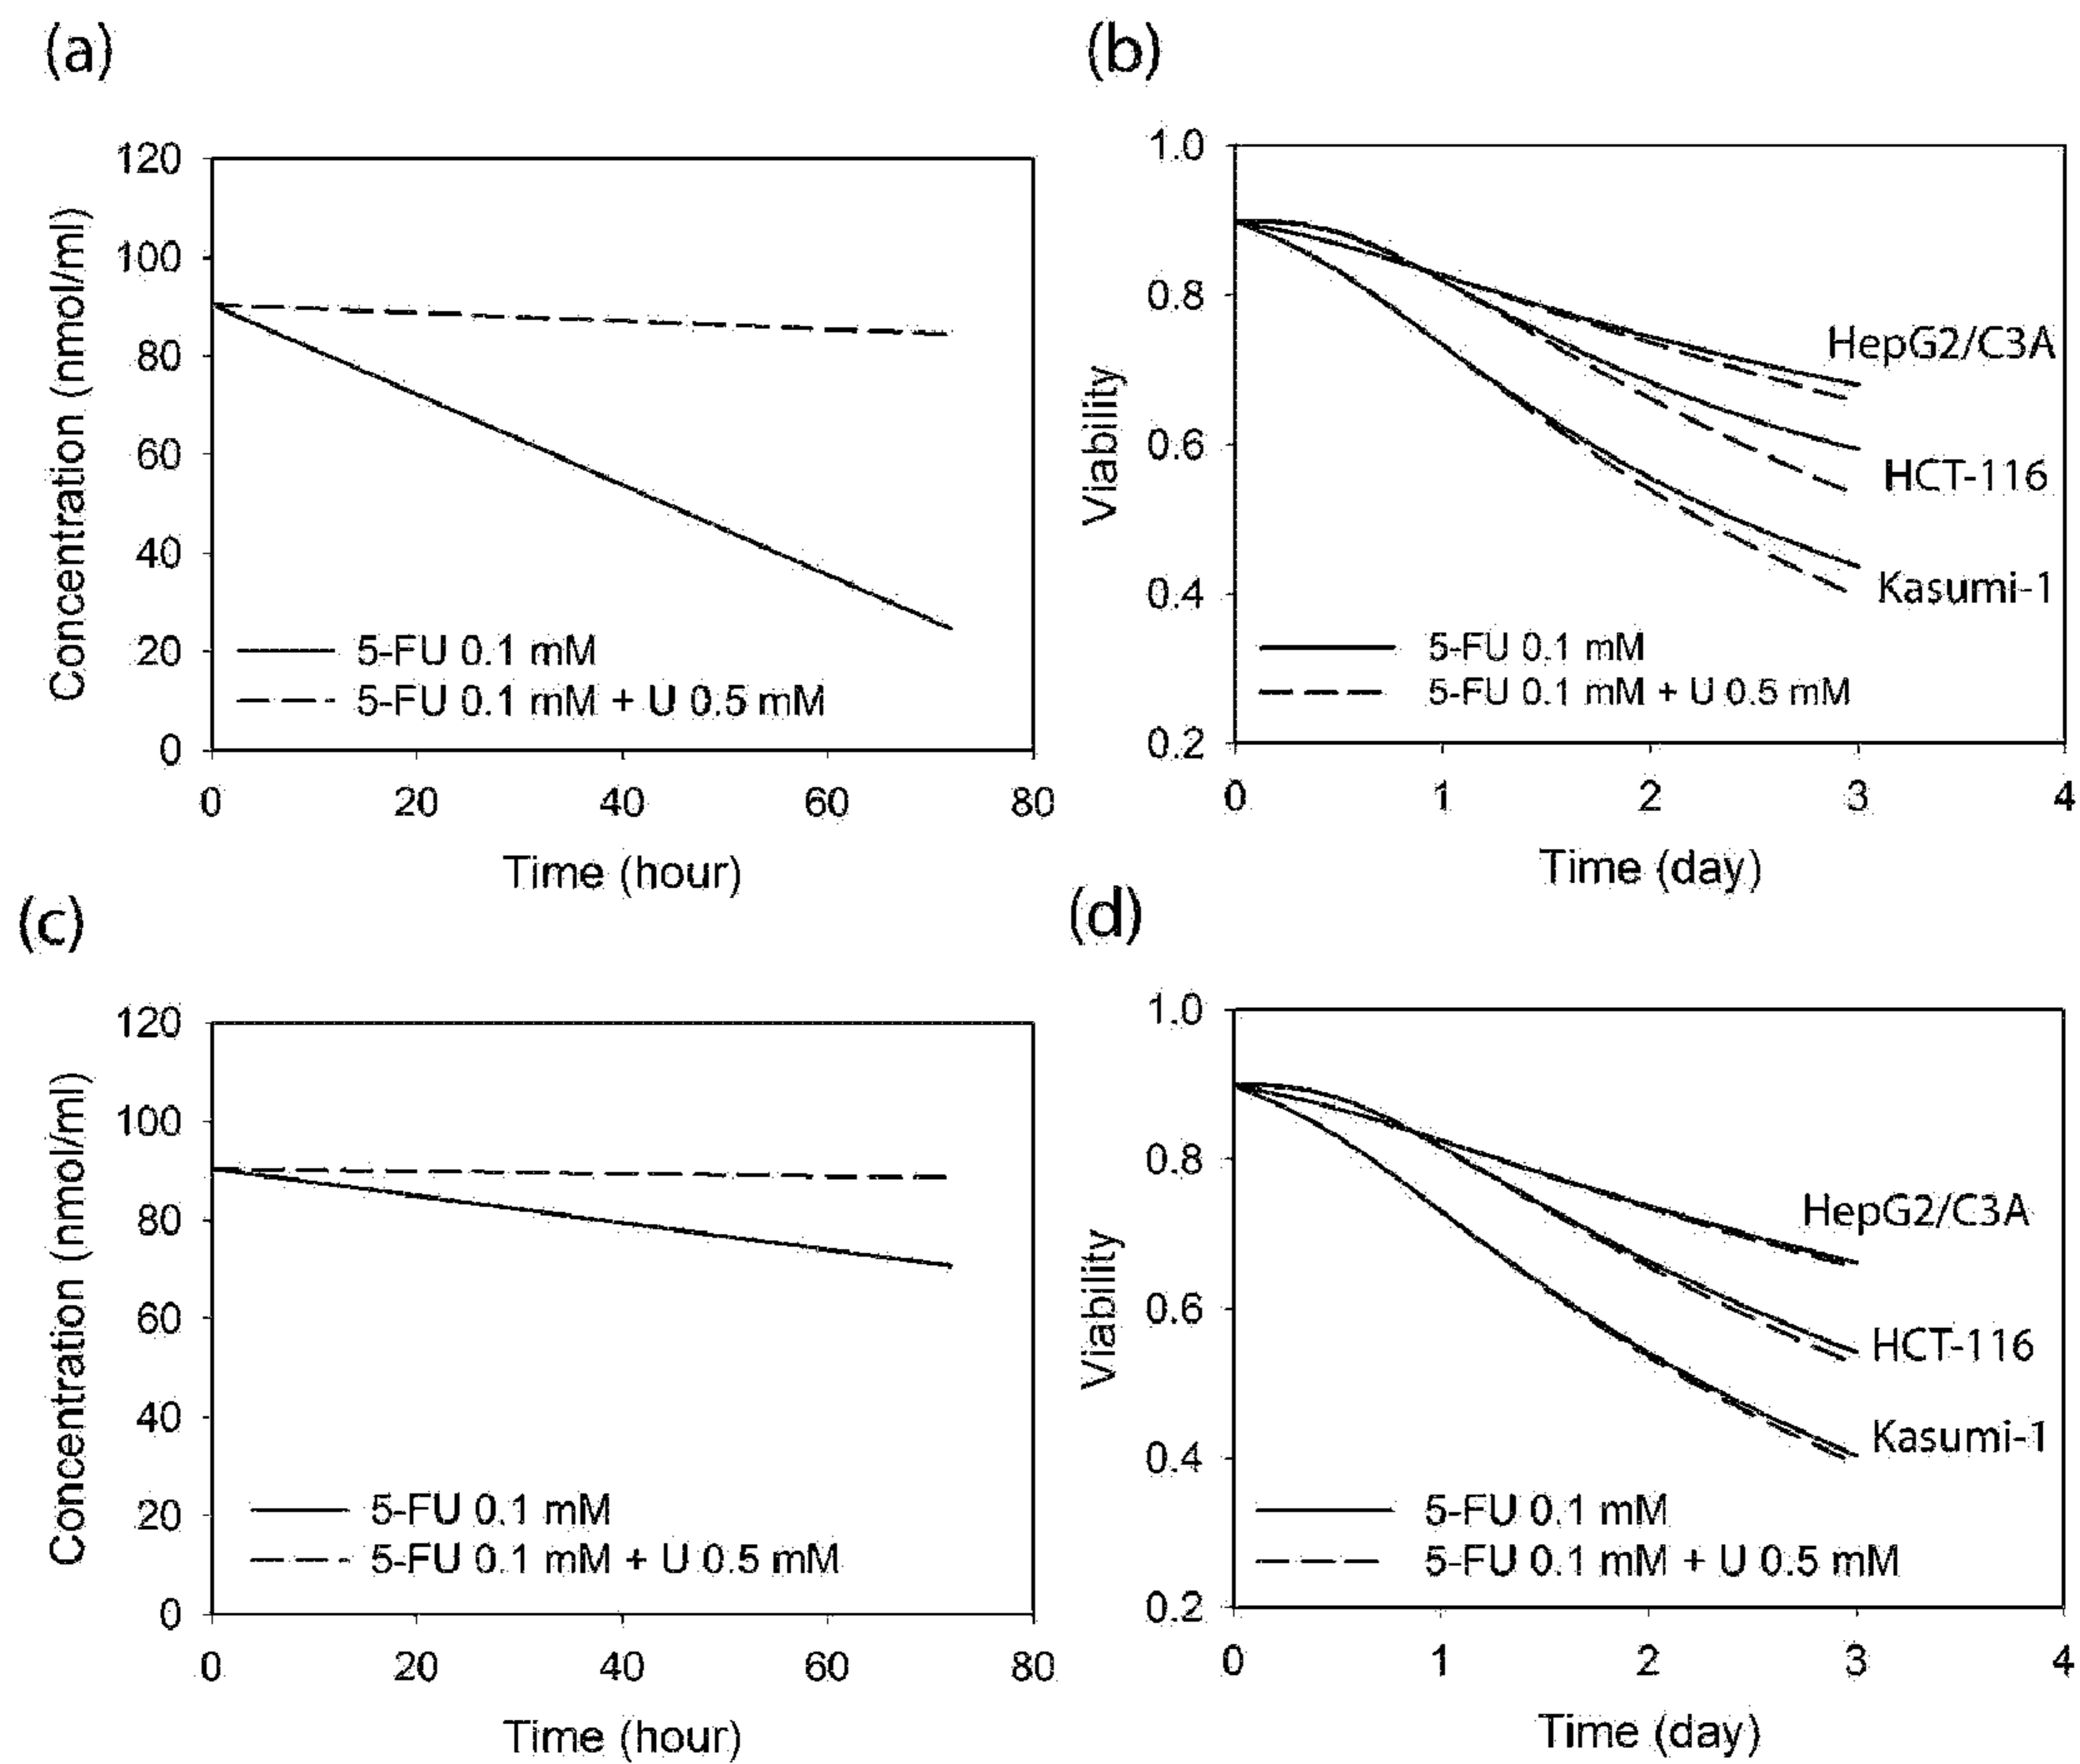 (a)
Concentration (nmol/ml)
120
100
80
60
40
20
0
5-FU 0.1 mM
5-FU 0.1 mM + U 0.5 mM
0 20 40 60 80
Time (hour)
(b)
Viability
1.0
0.8
0.6
0.4
0.2
HepG2/C3A
HCT-116
Kasumi-1
5-FU 0.1 mM
5-FU 0.1 mM + U 0.5 mM
0 1 2 3 4
Time (day)
(c)
Concentration (nmol/ml)
120
100
80
60
40
20
0
5-FU 0.1 mM
5-FU 0.1 mM + U 0.5 mM
0 20 40 60 80
Time (hour)
(d)
Viability
1.0
0.8
0.6
0.4
0.2
HepG2/C3A
HCT-116
Kasumi-1
5-FU 0.1 mM
5-FU 0.1 mM + U 0.5 mM
0 1 2 3 4
Time (day)